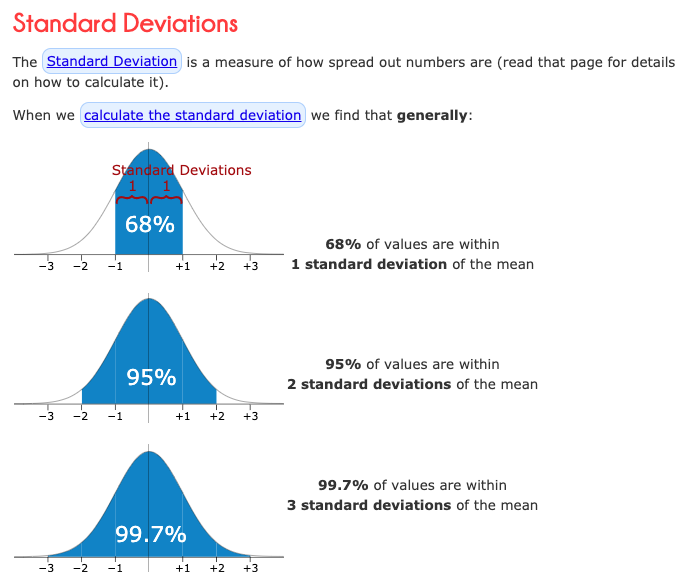 Standard Deviations
The Standard Deviation is a measure of how spread out numbers are (read that page for details
on how to calculate it).
When we calculate the standard deviation we find that generally:
Standard Deviations
1 1
68%
-3 -2 -1 +1 +2 +3
68% of values are within
1 standard deviation of the mean
95%
-3 -2 -1 +1 +2 +3
95% of values are within
2 standard deviations of the mean
99.7%
-3 -2 -1 +1 +2 +3
99.7% of values are within
3 standard deviations of the mean